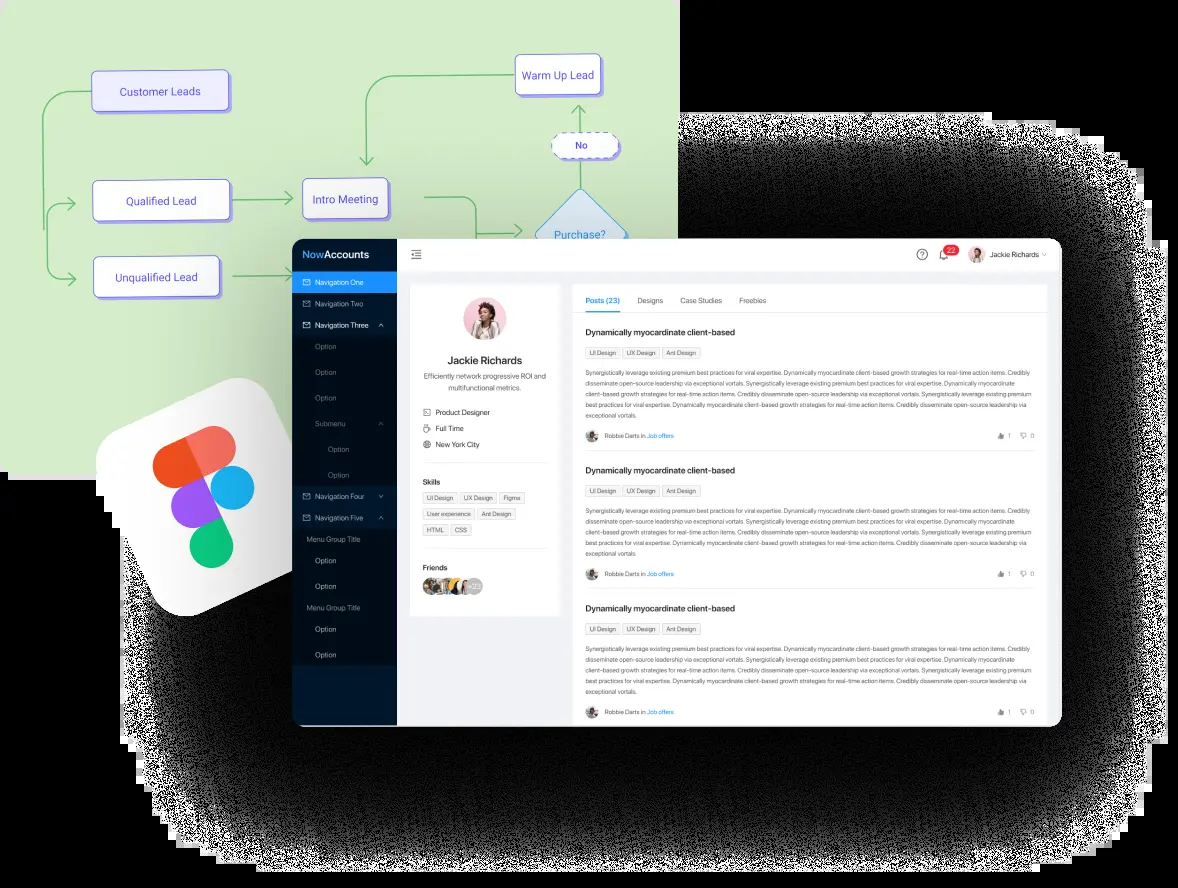 Customer Leads
Warm Up Lead
No
Qualified Lead
Intro Meeting
Purchase?
Unqualified Lead
NowAccounts
Navigation One
Navigation Two
Navigation Three
Option
Option
Option
Submenu
Option
Option
Navigation Four
Navigation Five
Menu Group Title
Option
Option
Menu Group Title
Option
Option
22
Jackie Richards
Jackie Richards
Efficiently network progressive ROI and
multifunctional metrics.
Product Designer
Full Time
New York City
Skills
UI Design UX Design Figma
User experience Ant Design
HTML CSS
Friends
Posts (23) Designs Case Studies Freebies
Dynamically myocardinate client-based
UI Design UX Design Ant Design
Synergistically leverage existing premium best practices for viral expertise. Dynamically myocardinate client-based growth strategies for real-time action items. Credibly
disseminate open-source leadership via exceptional vortals. Synergistically leverage existing premium best practices for viral expertise. Dynamically myocardinate
client-based growth strategies for real-time action items. Credibly disseminate open-source leadership via exceptional vortals. Synergistically leverage existing premium
best practices for viral expertise. Dynamically myocardinate client-based growth strategies for real-time action items. Credibly disseminate open-source leadership via
exceptional vortals.
Robbie Darts in Job offers 1 0
Dynamically myocardinate client-based
UI Design UX Design Ant Design
Synergistically leverage existing premium best practices for viral expertise. Dynamically myocardinate client-based growth strategies for real-time action items. Credibly
disseminate open-source leadership via exceptional vortals. Synergistically leverage existing premium best practices for viral expertise. Dynamically myocardinate
client-based growth strategies for real-time action items. Credibly disseminate open-source leadership via exceptional vortals. Synergistically leverage existing premium
best practices for viral expertise. Dynamically myocardinate client-based growth strategies for real-time action items. Credibly disseminate open-source leadership via
exceptional vortals.
Robbie Darts in Job offers 1 0
Dynamically myocardinate client-based
UI Design UX Design Ant Design
Synergistically leverage existing premium best practices for viral expertise. Dynamically myocardinate client-based growth strategies for real-time action items. Credibly
disseminate open-source leadership via exceptional vortals. Synergistically leverage existing premium best practices for viral expertise. Dynamically myocardinate
client-based growth strategies for real-time action items. Credibly disseminate open-source leadership via exceptional vortals. Synergistically leverage existing premium
best practices for viral expertise. Dynamically myocardinate client-based growth strategies for real-time action items. Credibly disseminate open-source leadership via
exceptional vortals.
Robbie Darts in Job offers 1 0